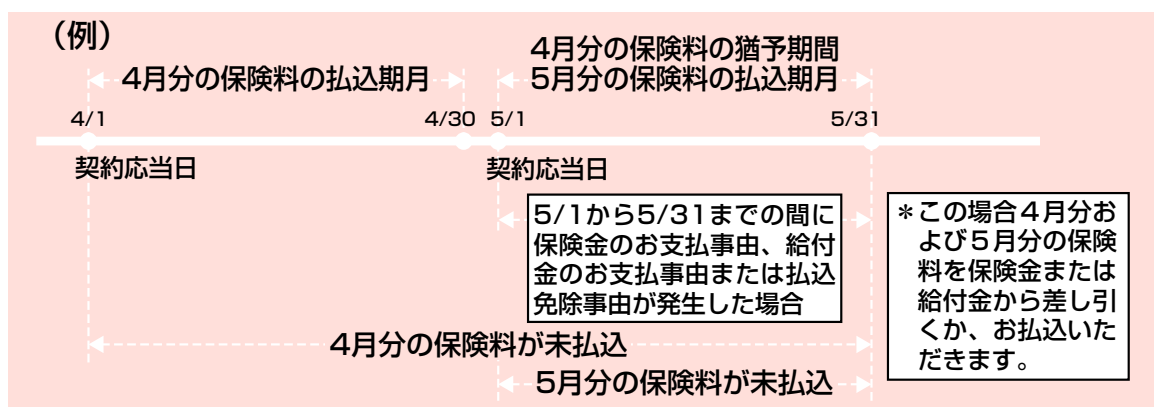 （例）
4月分の保険料の猶予期間
4月分の保険料の払込期月
5月分の保険料の払込期月
4/1
4/30
5/1
5/31
契約応当日
契約応当日
5/1から5/31までの間に
保険金のお支払事由、給付
金のお支払事由または払込
免除事由が発生した場合
＊この場合4月分お
よび5月分の保険
料を保険金または
給付金から差し引
くか、お払込いた
だきます。
4月分の保険料が未払込
5月分の保険料が未払込